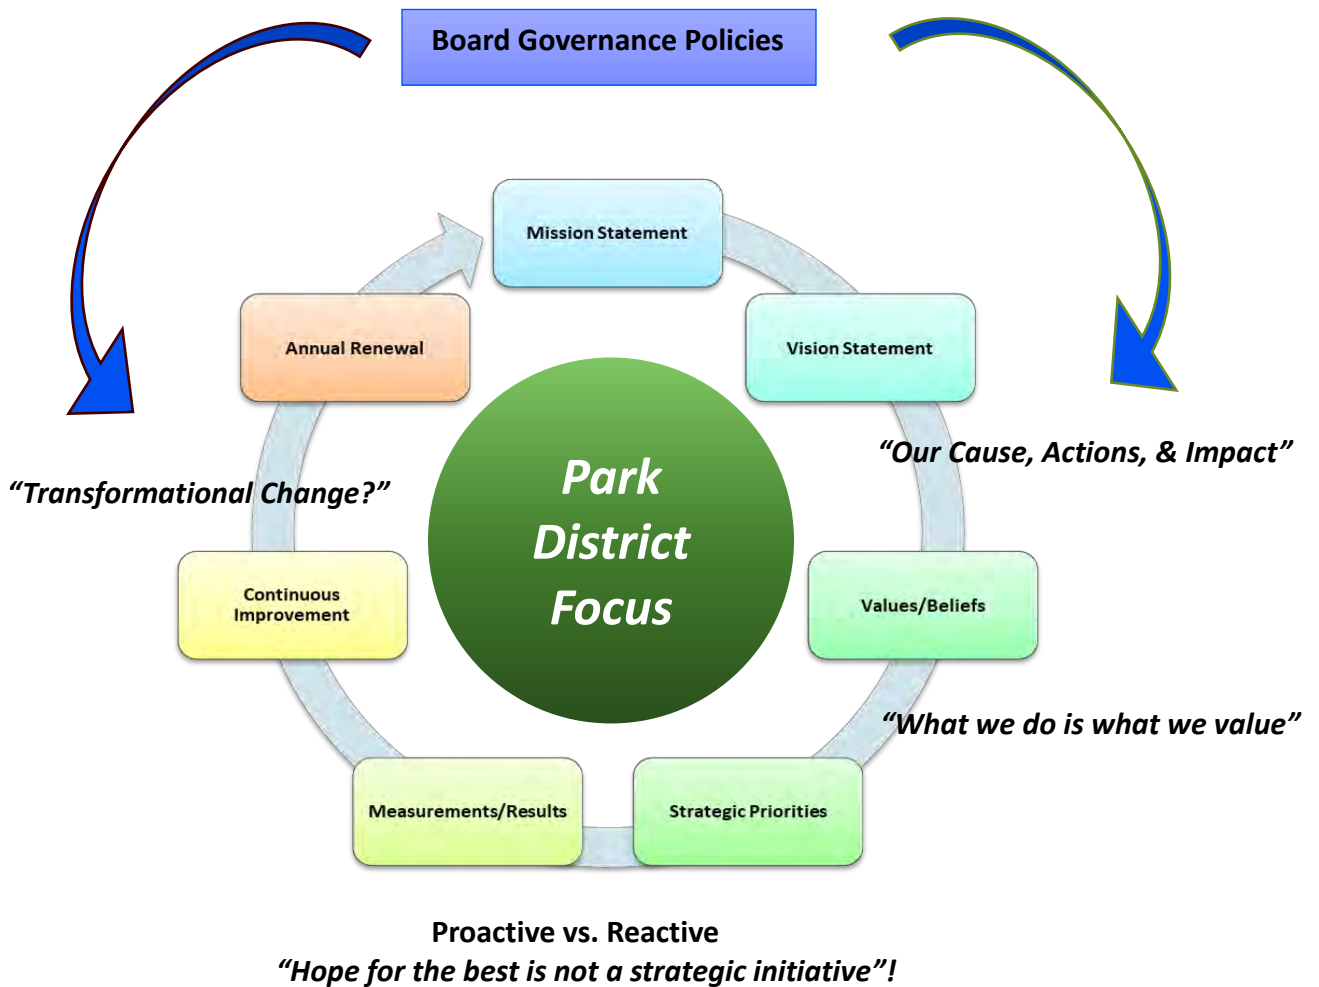 Board Governance Policies
Mission Statement
Annual Renewal
Vision Statement
“Our Cause, Actions, & Impact”
“Transformational Change?”
Park
District
Focus
Continuous
Improvement
Values/Beliefs
“What we do is what we value”
Measurements/Results
Strategic Priorities
Proactive vs. Reactive
“Hope for the best is not a strategic initiative”!